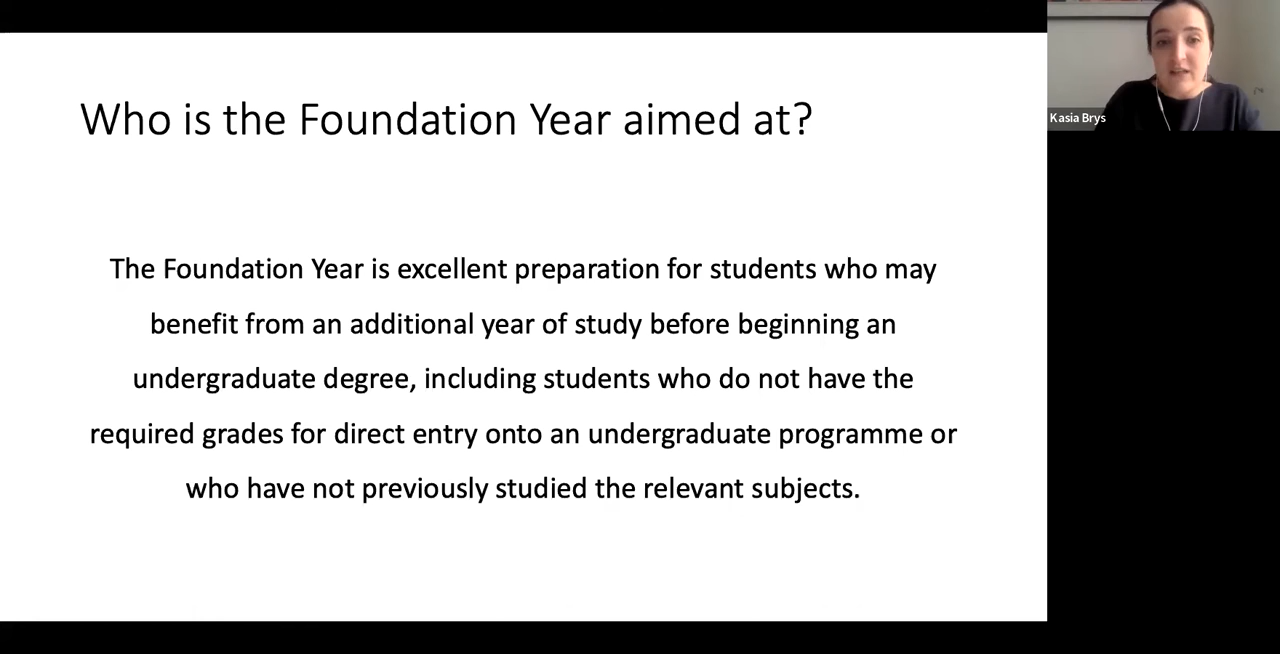 Who is the Foundation Year aimed at?
The Foundation Year is excellent preparation for students who may
benefit from an additional year of study before beginning an
undergraduate degree, including students who do not have the
required grades for direct entry onto an undergraduate programme or
who have not previously studied the relevant subjects.
Kasia Brys